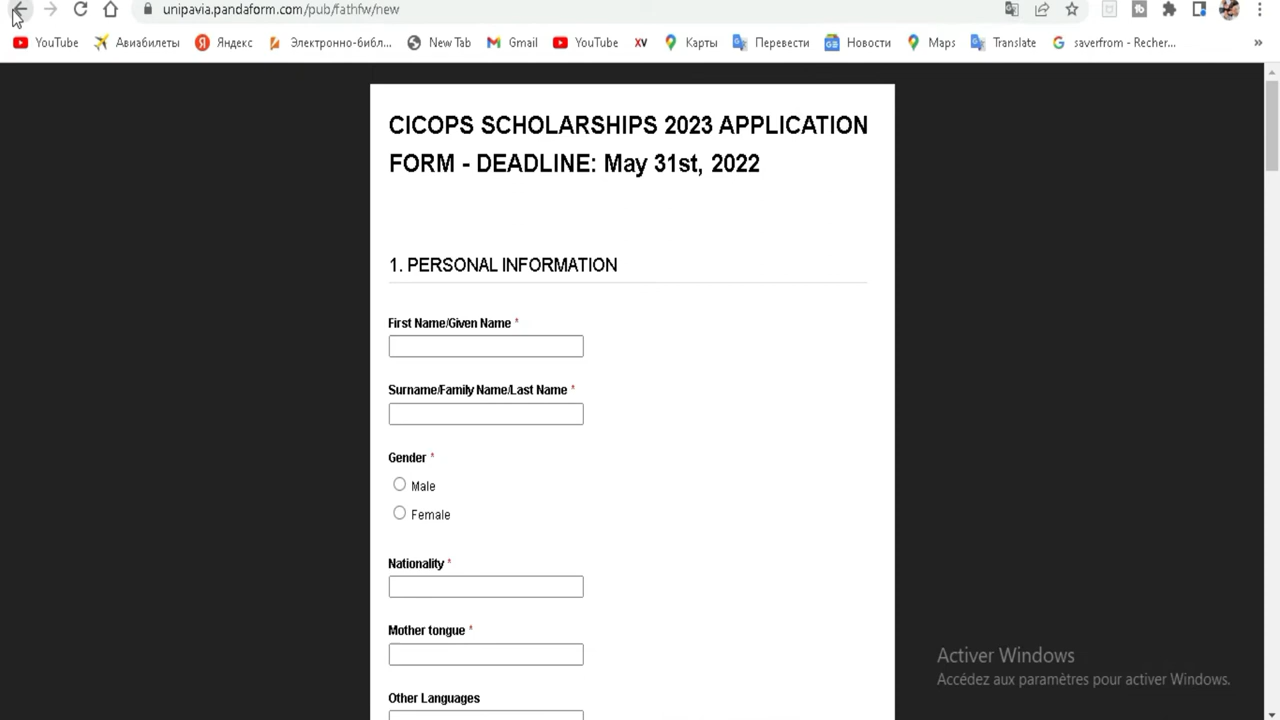 unipavia.pandaform.com/pub/fathfw/new
YouTube Авиабилеты Яндекс Электронно-библ... New Tab Gmail YouTube XV Карты Перевести Новости Maps Translate saverfrom - Recher... »
CICOPS SCHOLARSHIPS 2023 APPLICATION
FORM - DEADLINE: May 31st, 2022
1. PERSONAL INFORMATION
First Name/Given Name *
Surname/Family Name/Last Name *
Gender *
Male
Female
Nationality *
Mother tongue *
Other Languages
Activer Windows
Accédez aux paramètres pour activer Windows.